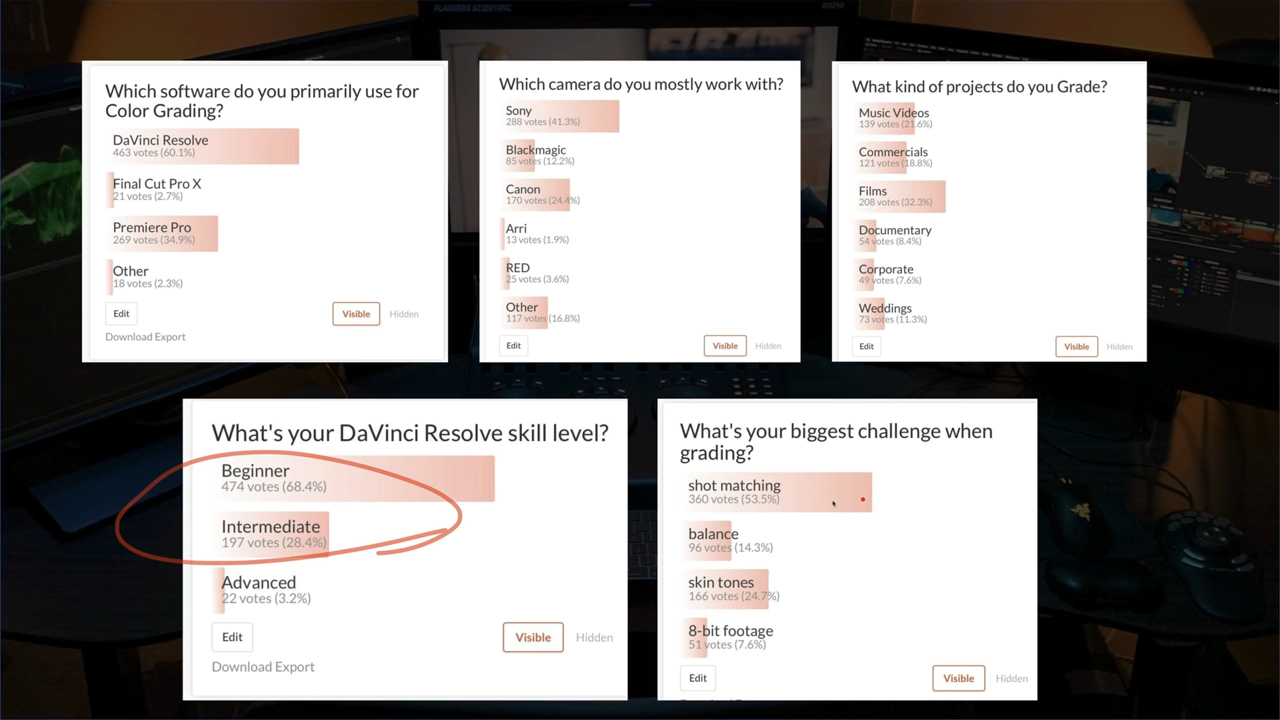 FLANDERS SCIENTIFIC
Which software do you primarily use for
Color Grading?
DaVinci Resolve
463 votes (60.1%)
Final Cut Pro X
21 votes (2.7%)
Premiere Pro
269 votes (34.9%)
Other
18 votes (2.3%)
Edit
Visible
Hidden
Download Export
Which camera do you mostly work with?
Sony
288 votes (41.3%)
Blackmagic
85 votes (12.2%)
Canon
170 votes (24.4%)
Arri
13 votes (1.9%)
RED
25 votes (3.6%)
Other
117 votes (16.8%)
Edit
Visible
Hidden
What kind of projects do you Grade?
Music Videos
139 votes (21.6%)
Commercials
121 votes (18.8%)
Films
208 votes (32.3%)
Documentary
54 votes (8.4%)
Corporate
49 votes (7.6%)
Weddings
73 votes (11.3%)
Edit
Visible
Hidden
What's your DaVinci Resolve skill level?
Beginner
474 votes (68.4%)
Intermediate
197 votes (28.4%)
Advanced
22 votes (3.2%)
Edit
Visible
Hidden
Download Export
What's your biggest challenge when
grading?
shot matching
360 votes (53.5%)
balance
96 votes (14.3%)
skin tones
166 votes (24.7%)
8-bit footage
51 votes (7.6%)
Edit
Visible
Hidden